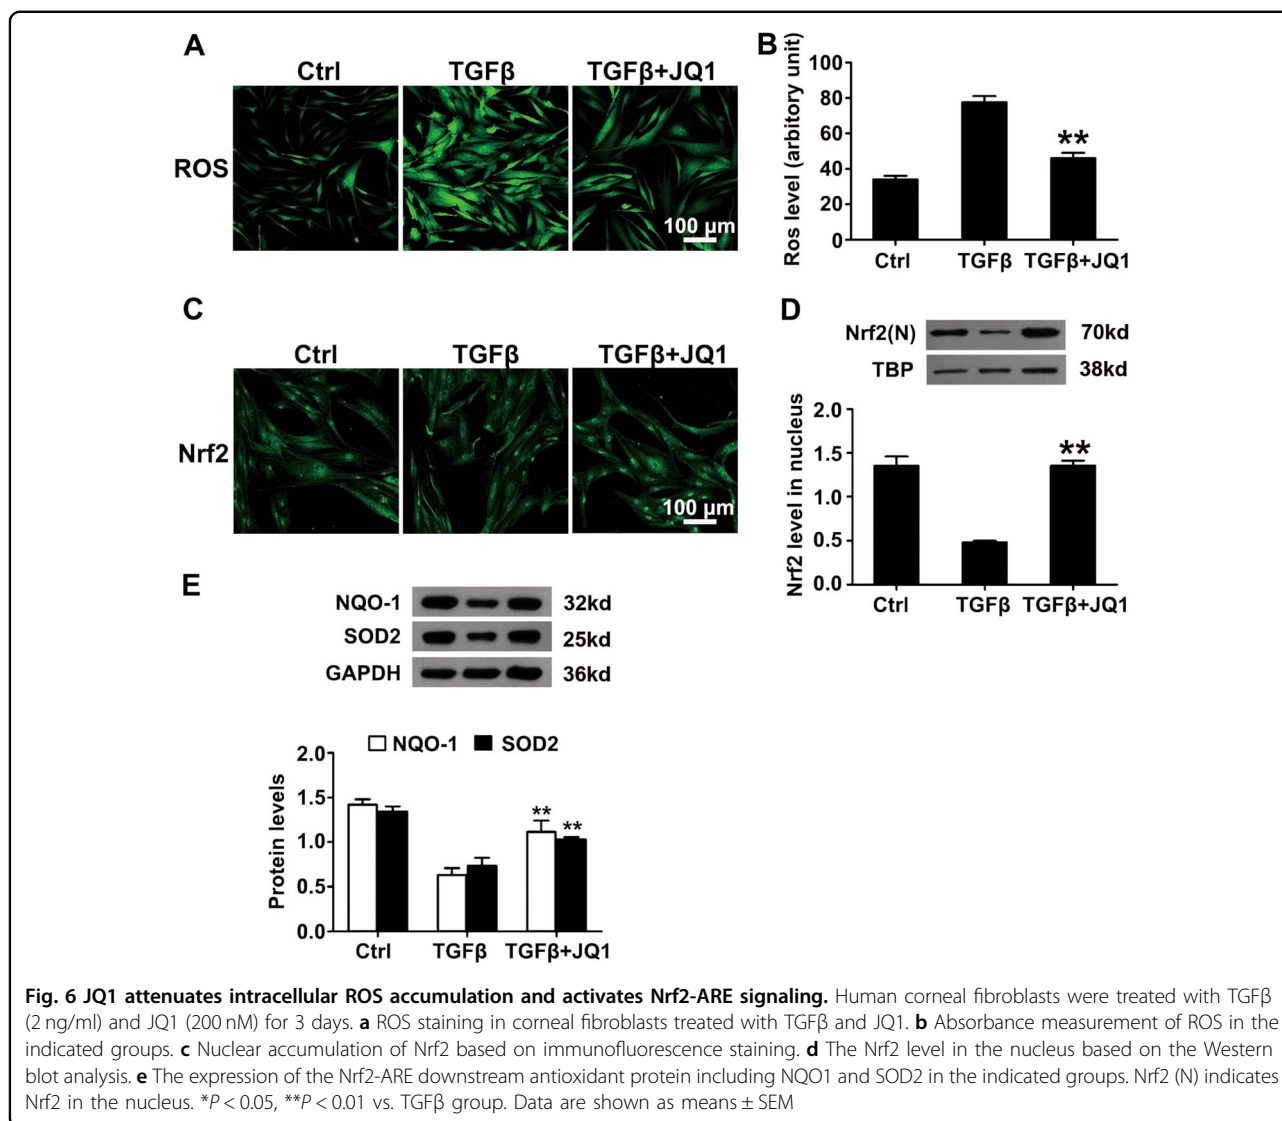 A
Ctrl TGFβ TGFβ+JQ1
ROS
100 μm
B
Ros level (arbitory unit)
100
80
60
40
20
0
**
Ctrl TGFβ TGFβ+JQ1
C
Ctrl TGFβ TGFβ+JQ1
Nrf2
100 μm
D
Nrf2(N) 70kd
TBP 38kd
Nrf2 level in nucleus
2.0
1.5
1.0
0.5
0.0
**
Ctrl TGFβ TGFβ+JQ1
E
NQO-1 32kd
SOD2 25kd
GAPDH 36kd
NQO-1 SOD2
Protein levels
2.0
1.5
1.0
0.5
0.0
** **
Ctrl TGFβ TGFβ+JQ1
Fig. 6 JQ1 attenuates intracellular ROS accumulation and activates Nrf2-ARE signaling. Human corneal fibroblasts were treated with TGFβ
(2 ng/ml) and JQ1 (200 nM) for 3 days. a ROS staining in corneal fibroblasts treated with TGFβ and JQ1. b Absorbance measurement of ROS in the
indicated groups. c Nuclear accumulation of Nrf2 based on immunofluorescence staining. d The Nrf2 level in the nucleus based on the Western
blot analysis. e The expression of the Nrf2-ARE downstream antioxidant protein including NQO1 and SOD2 in the indicated groups. Nrf2 (N) indicates
Nrf2 in the nucleus. *P < 0.05, **P < 0.01 vs. TGFβ group. Data are shown as means ± SEM